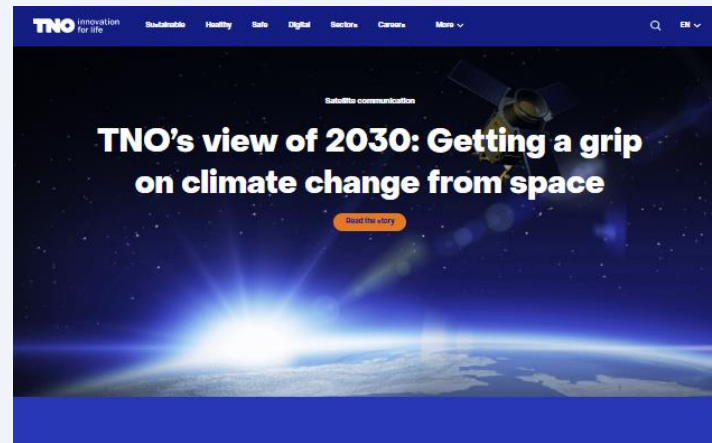 TNO innovation
for life
Sustainable Healthy Safe Digital Sectors Careers More EN
Satellite communication
TNO's view of 2030: Getting a grip
on climate change from space
Read the story